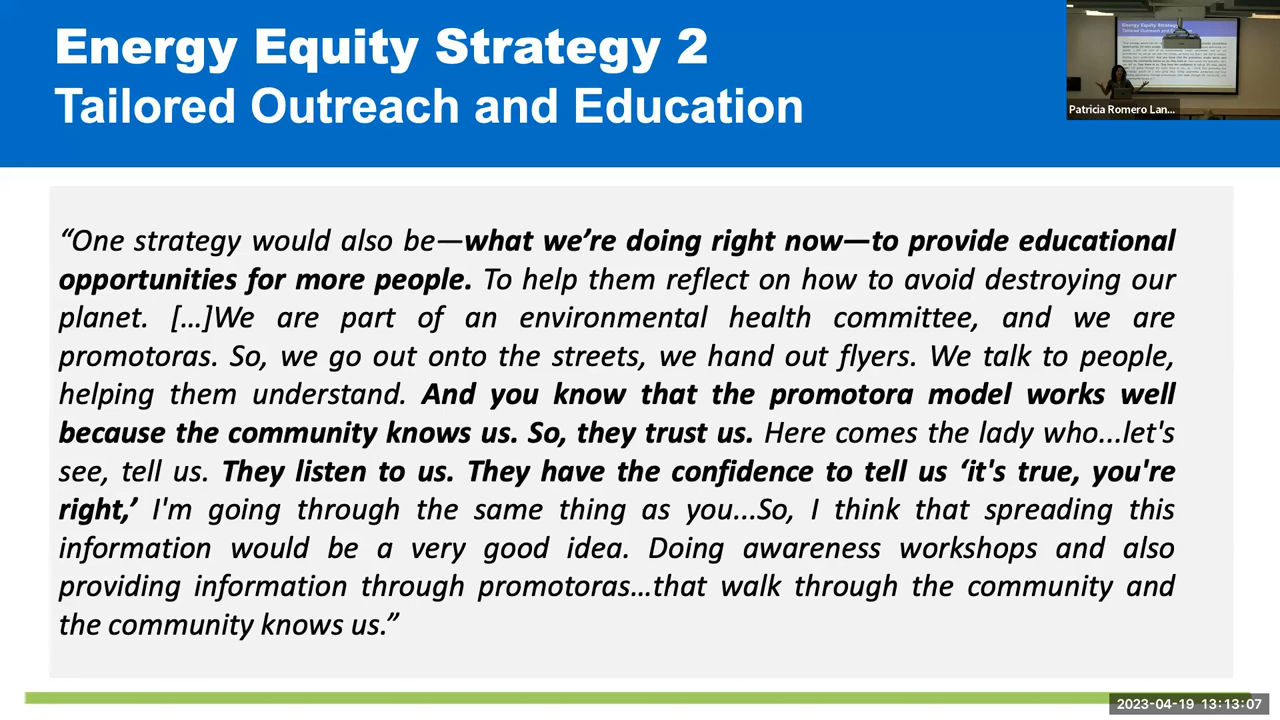 Energy Equity Strategy 2
Tailored Outreach and Education
Patricia Romero Lan...
“One strategy would also be—what we’re doing right now—to provide educational
opportunities for more people. To help them reflect on how to avoid destroying our
planet. […]We are part of an environmental health committee, and we are
promotoras. So, we go out onto the streets, we hand out flyers. We talk to people,
helping them understand. And you know that the promotora model works well
because the community knows us. So, they trust us. Here comes the lady who...let's
see, tell us. They listen to us. They have the confidence to tell us ‘it's true, you're
right,’ I'm going through the same thing as you...So, I think that spreading this
information would be a very good idea. Doing awareness workshops and also
providing information through promotoras…that walk through the community and
the community knows us.”
2023-04-19 13:13:07